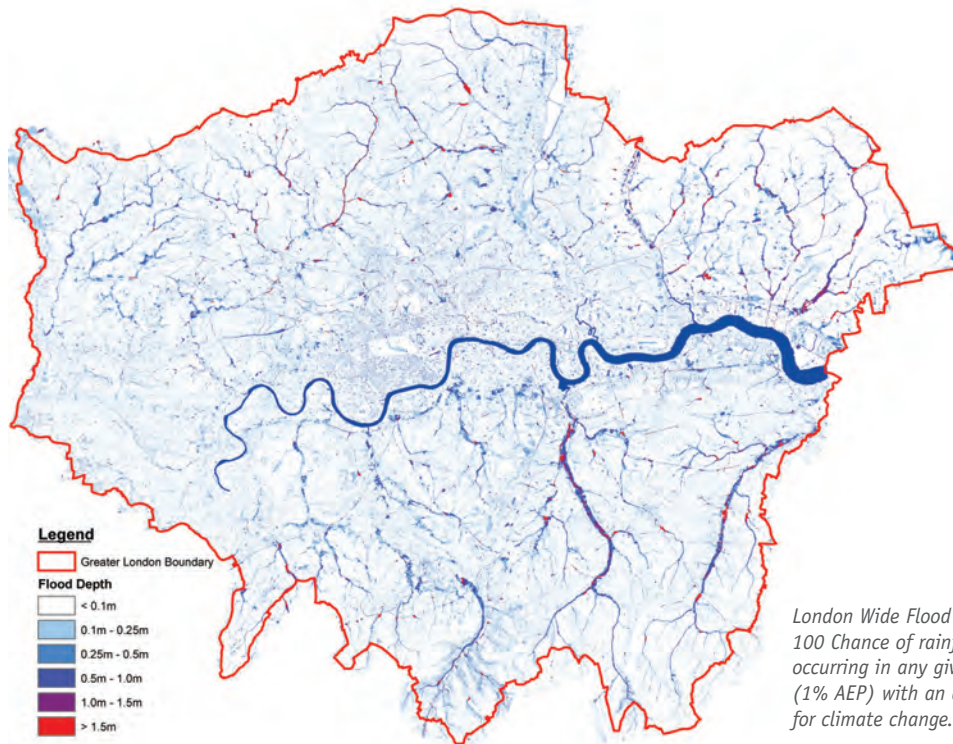 Legend
Greater London Boundary
Flood Depth
< 0.1m
0.1m - 0.25m
0.25m - 0.5m
0.5m - 1.0m
1.0m - 1.5m
> 1.5m
London Wide Flood
100 Chance of rainf
occurring in any give
(1% AEP) with an
for climate change.